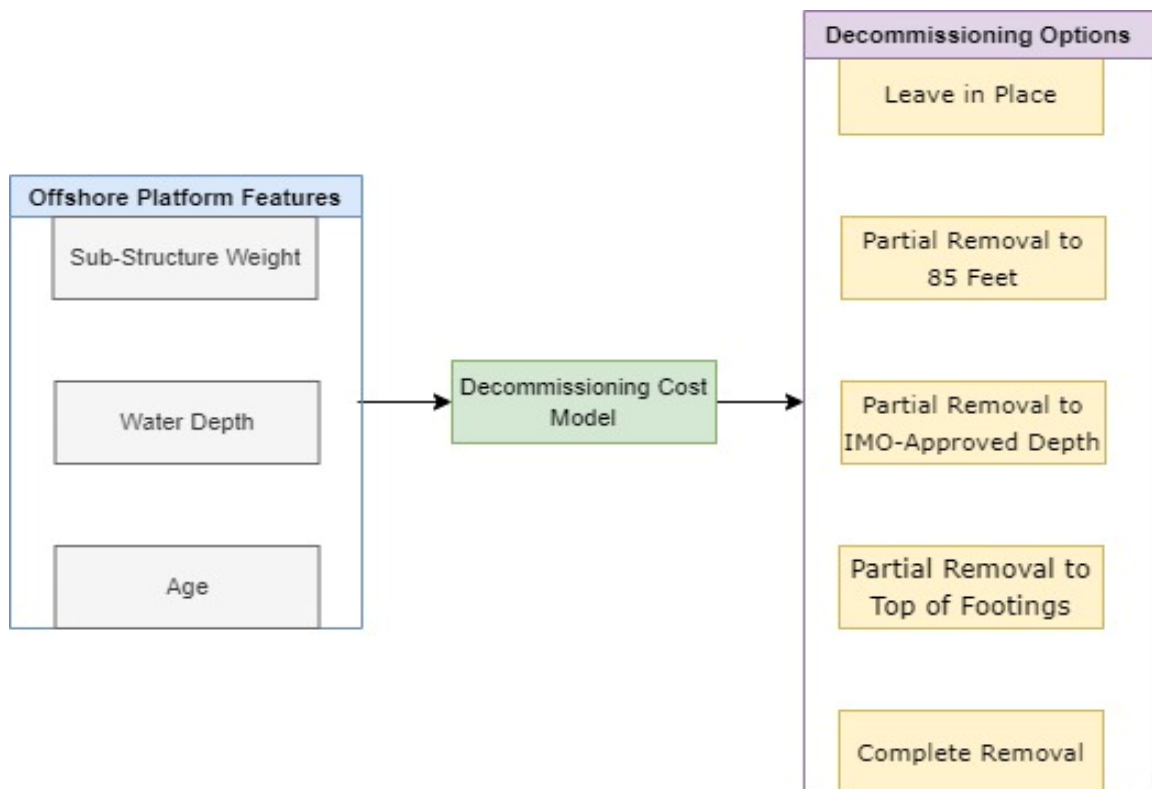 Decommissioning Options
Leave in Place
Offshore Platform Features
Sub-Structure Weight
Partial Removal to
85 Feet
Decommissioning Cost
Model
Water Depth
Partial Removal to
IMO-Approved Depth
Age
Partial Removal to
Top of Footings
Complete Removal